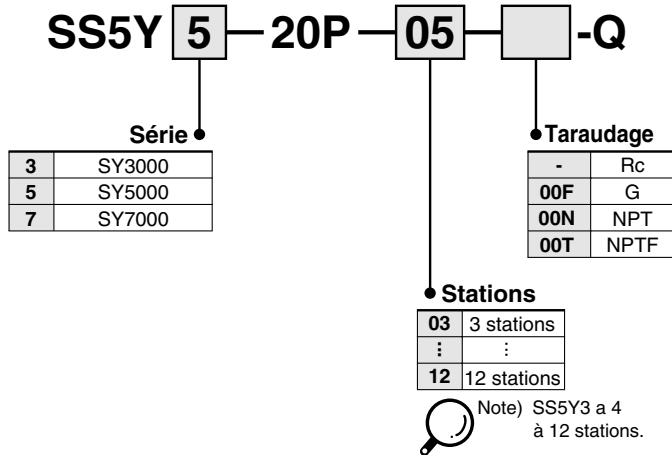 SS5Y 5 — 20P — 05 — -Q
Série
3 SY3000
5 SY5000
7 SY7000
Taraudage
- Rc
00F G
00N NPT
00T NPTF
Stations
03 3 stations
⋮ ⋮
12 12 stations
Note) SS5Y3 a 4
à 12 stations.